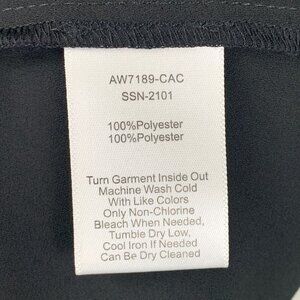 AW7189-CAC
SSN-2101
100%Polyester
100%Polyester
Turn Garment Inside Out
Machine Wash Cold
With Like Colors
Only Non-Chlorine
Bleach When Needed,
Tumble Dry Low,
Cool Iron If Needed
Can Be Dry Cleaned